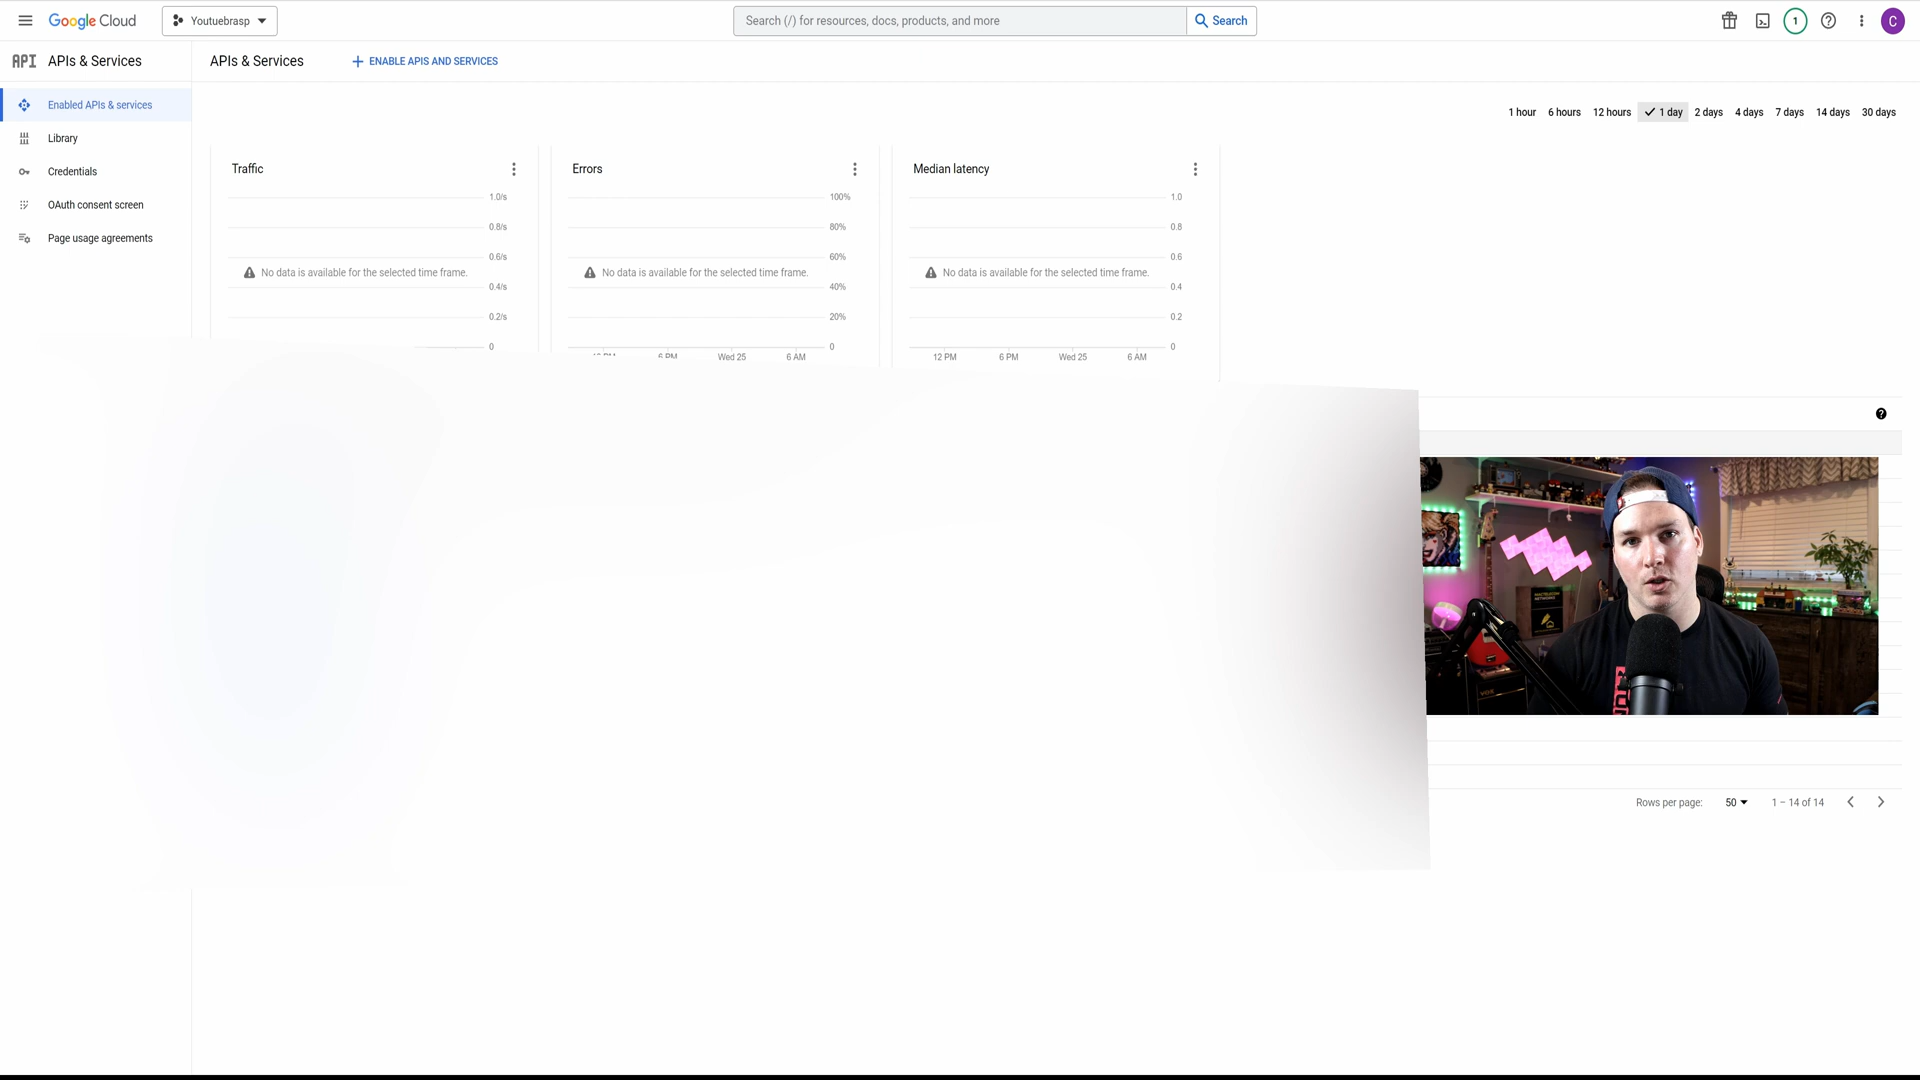 Google Cloud
Youtuebrasp
Search (/) for resources, docs, products, and more
Search
1
C
API
APIs & Services
APIs & Services
ENABLE APIS AND SERVICES
Enabled APIs & services
Library
Credentials
OAuth consent screen
Page usage agreements
1 hour 6 hours 12 hours 1 day 2 days 4 days 7 days 14 days 30 days
Traffic
1.0/s
0.8/s
0.6/s
No data is available for the selected time frame.
0.4/s
0.2/s
0
Errors
100%
80%
60%
No data is available for the selected time frame.
40%
20%
0
6 PM Wed 25 6 AM
Median latency
1.0
0.8
0.6
No data is available for the selected time frame.
0.4
0.2
0
12 PM 6 PM Wed 25 6 AM
VOX
Rows per page: 50 1 – 14 of 14